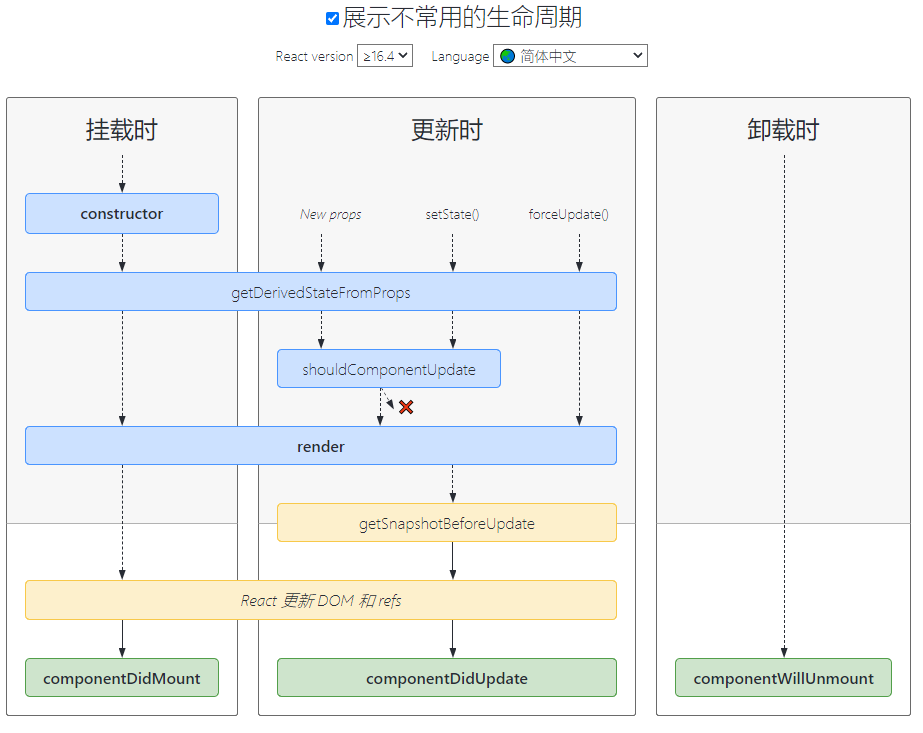 展示不常用的生命周期
React version ≥16.4 Language 简体中文
挂载时 更新时 卸载时
constructor New props setState() forceUpdate()
getDerivedStateFromProps
shouldComponentUpdate
render
getSnapshotBeforeUpdate
React 更新 DOM 和 refs
componentDidMount componentDidUpdate componentWillUnmount